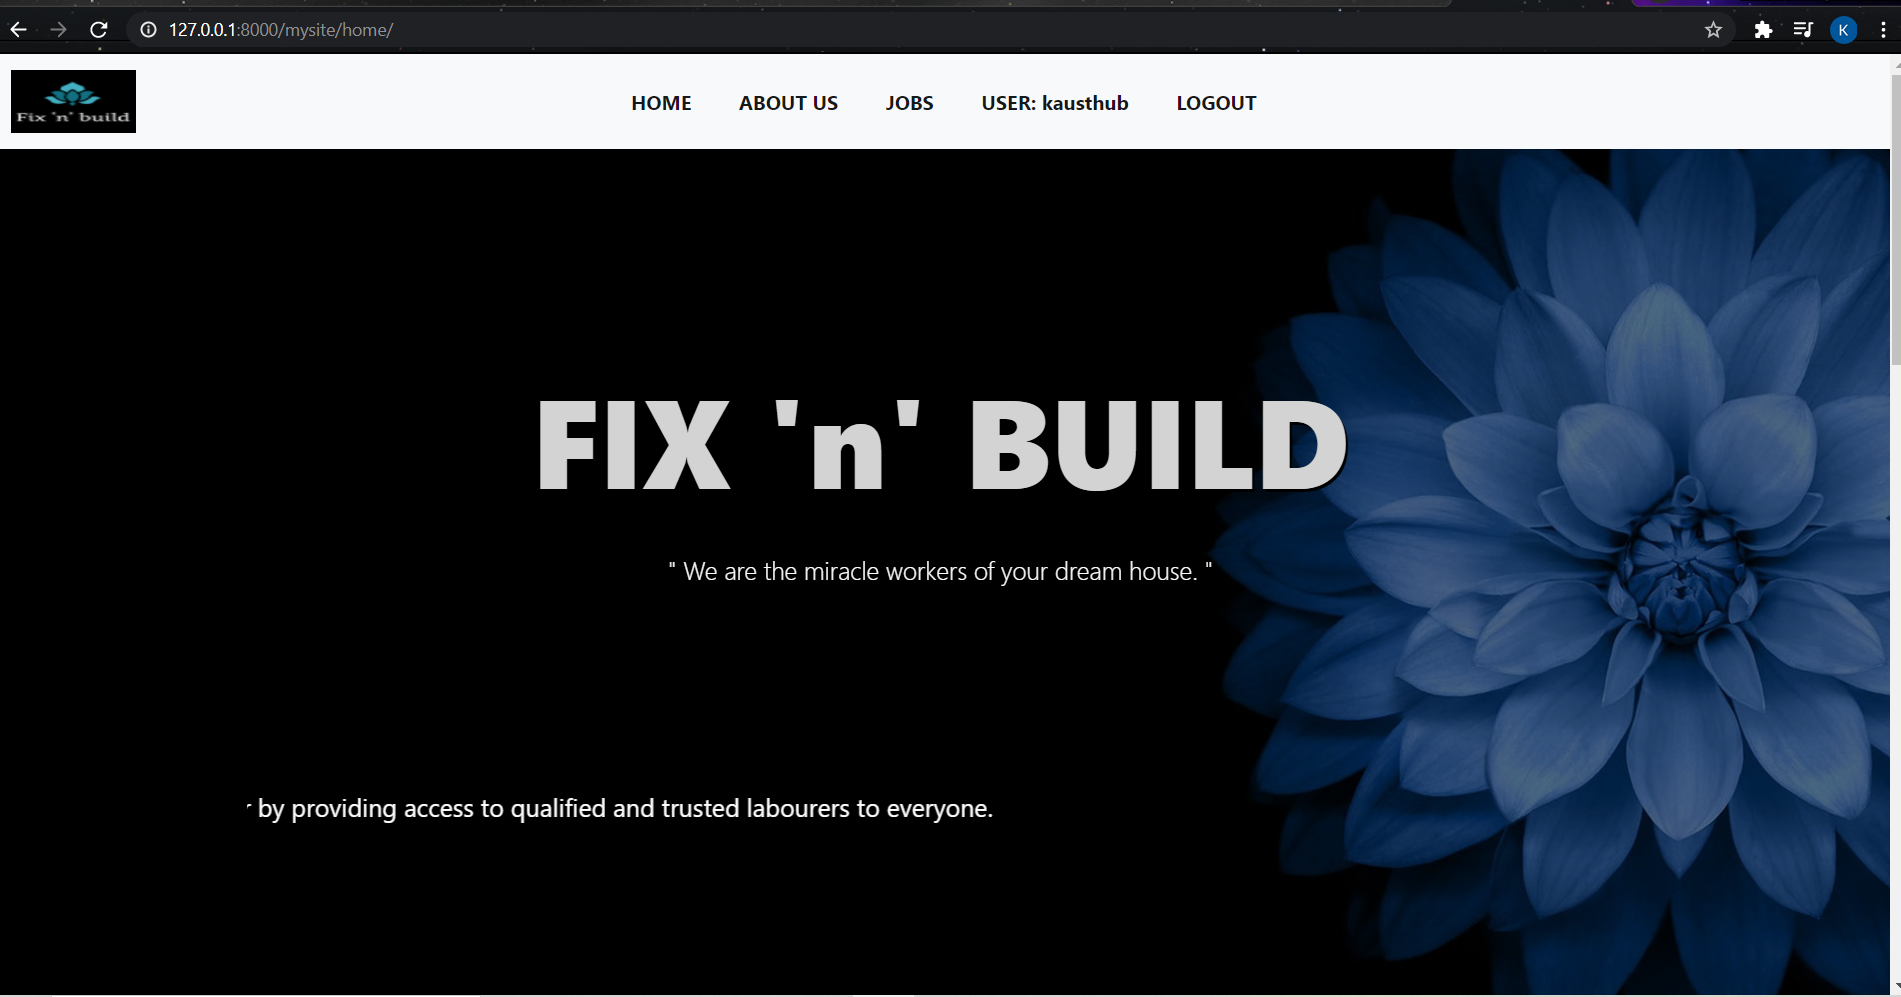 127.0.0.1:8000/mysite/home/
K
Fix 'n' build
HOME ABOUT US JOBS USER: kausthub LOGOUT
FIX 'n' BUILD
" We are the miracle workers of your dream house. "
by providing access to qualified and trusted labourers to everyone.